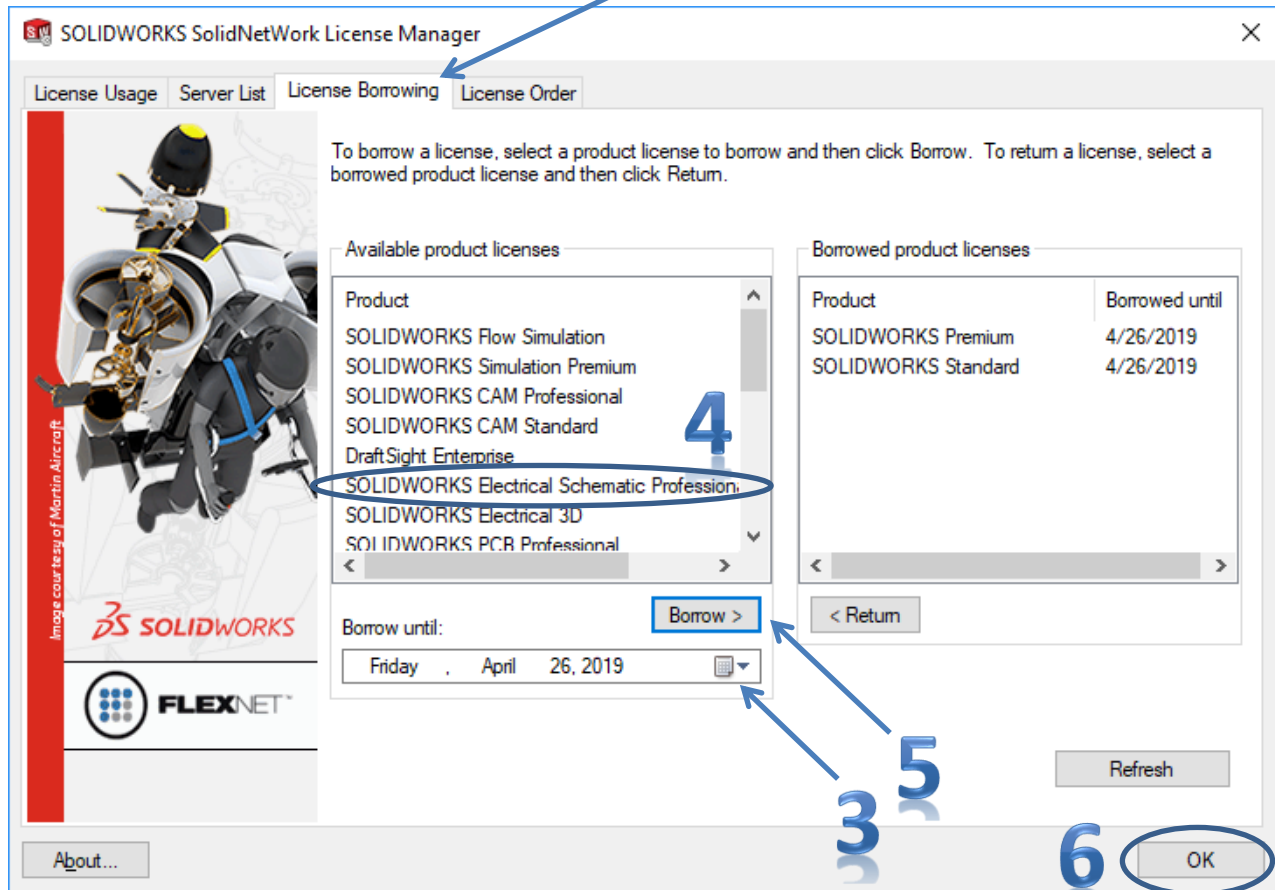 SOLIDWORKS SolidNetWork License Manager
License Usage Server List License Borrowing License Order
To borrow a license, select a product license to borrow and then click Borrow. To return a license, select a
borrowed product license and then click Return.
Available product licenses
Product
SOLIDWORKS Flow Simulation
SOLIDWORKS Simulation Premium
SOLIDWORKS CAM Professional
SOLIDWORKS CAM Standard
DraftSight Enterprise
SOLIDWORKS Electrical Schematic Profession
SOLIDWORKS Electrical 3D
SOLIDWORKS PCB Professional
4
Borrow >
Borrow until:
Friday , April 26, 2019
Borrowed product licenses
Product Borrowed until
SOLIDWORKS Premium 4/26/2019
SOLIDWORKS Standard 4/26/2019
< Return
3
5
Refresh
6
OK
About...
Image courtesy of Martin Aircraft
SOLIDWORKS
FLEXNET™